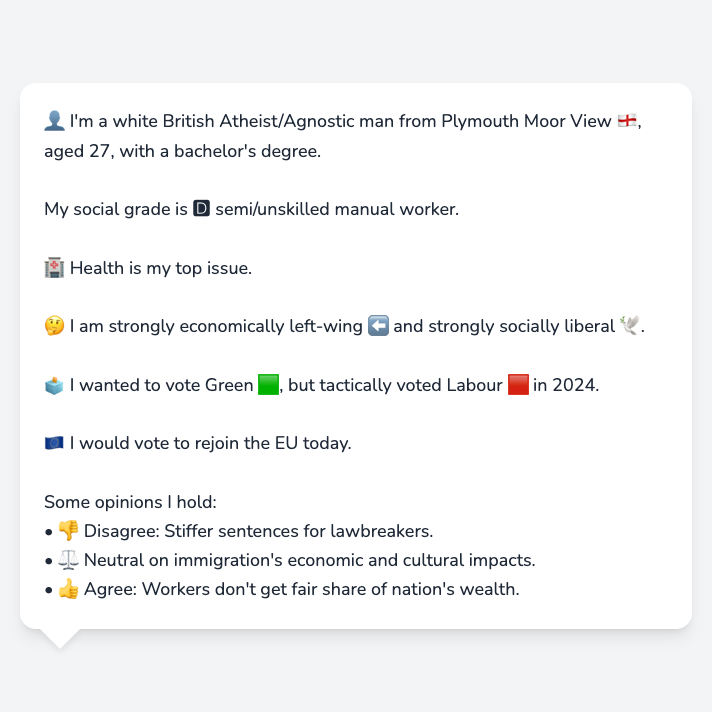 👤 I'm a white British Atheist/Agnostic man from Plymouth Moor View 🏴󠁧󠁢󠁥󠁮󠁧󠁿,
aged 27, with a bachelor's degree.
My social grade is 🅳 semi/unskilled manual worker.
🏥 Health is my top issue.
🤔 I am strongly economically left-wing ⬅️ and strongly socially liberal 🕊️.
🗳️ I wanted to vote Green 🟩, but tactically voted Labour 🟥 in 2024.
🇪🇺 I would vote to rejoin the EU today.
Some opinions I hold:
• 👎 Disagree: Stiffer sentences for lawbreakers.
• ⚖️ Neutral on immigration's economic and cultural impacts.
• 👍 Agree: Workers don't get fair share of nation's wealth.